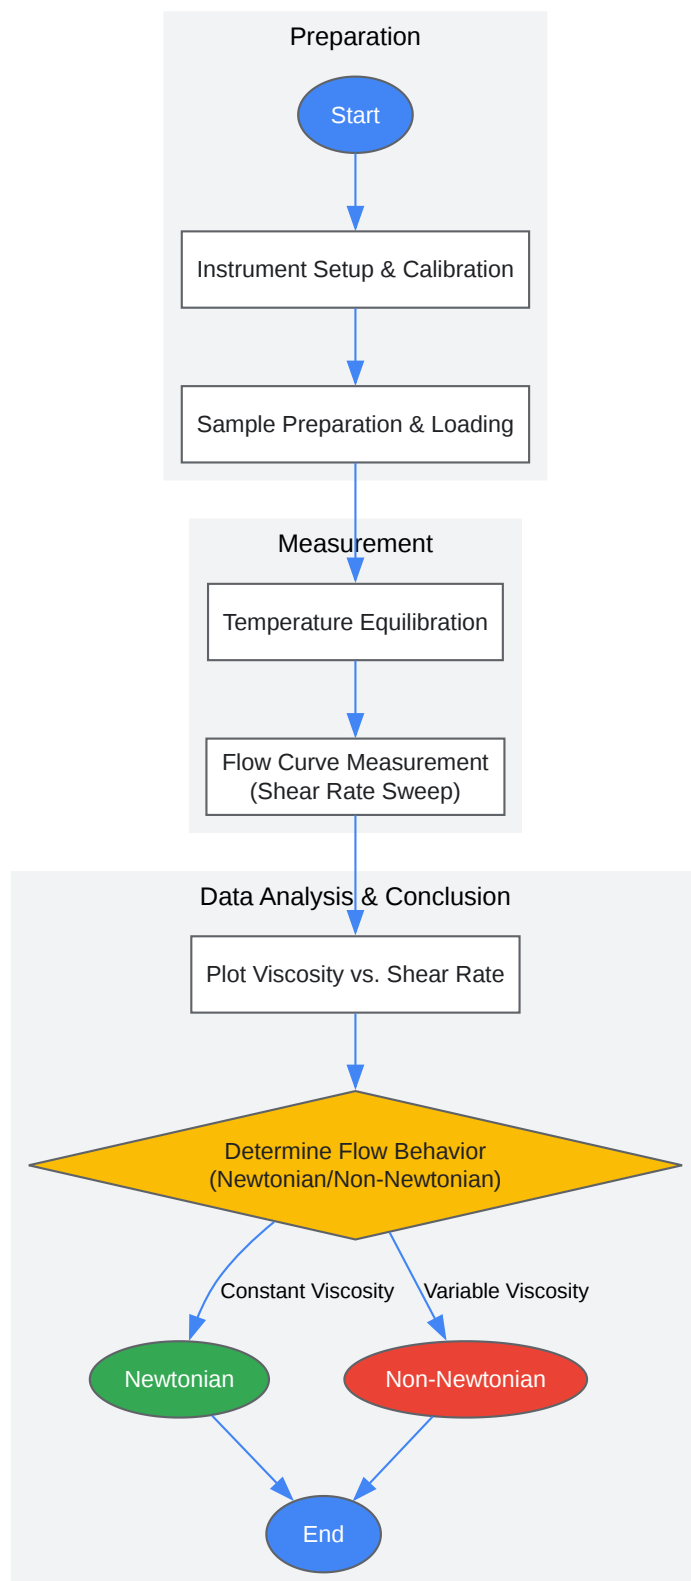 Preparation
Start
Instrument Setup & Calibration
Sample Preparation & Loading
Measurement
Temperature Equilibration
Flow Curve Measurement
(Shear Rate Sweep)
Data Analysis & Conclusion
Plot Viscosity vs. Shear Rate
Determine Flow Behavior
(Newtonian/Non-Newtonian)
Constant Viscosity
Variable Viscosity
Newtonian
Non-Newtonian
End